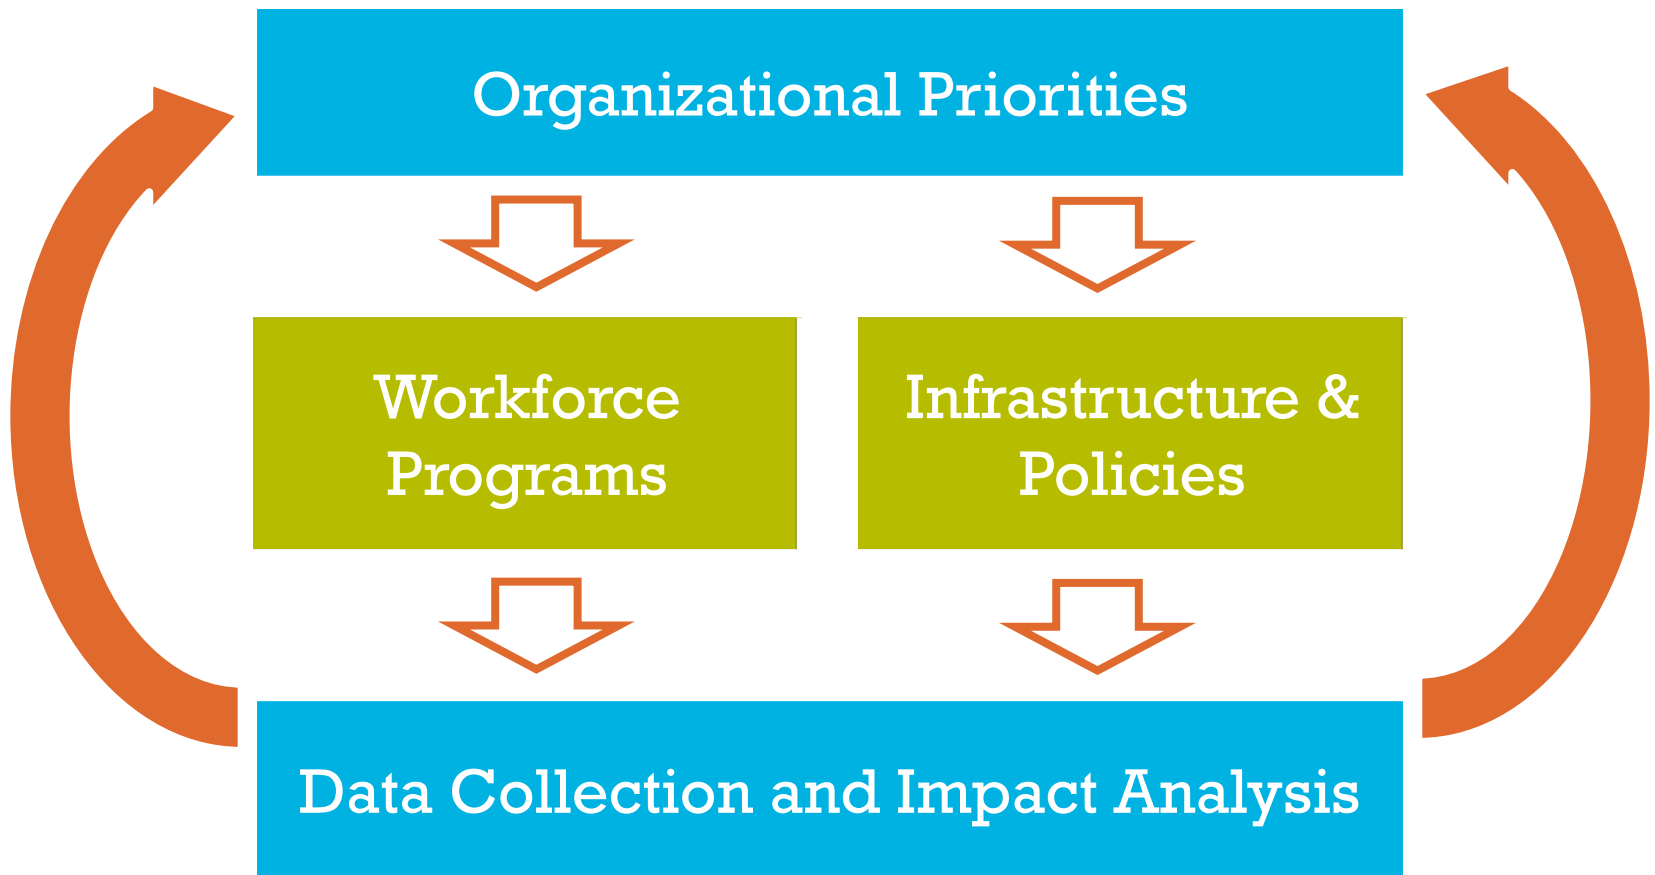 Organizational Priorities
Workforce
Programs
Infrastructure &
Policies
Data Collection and Impact Analysis